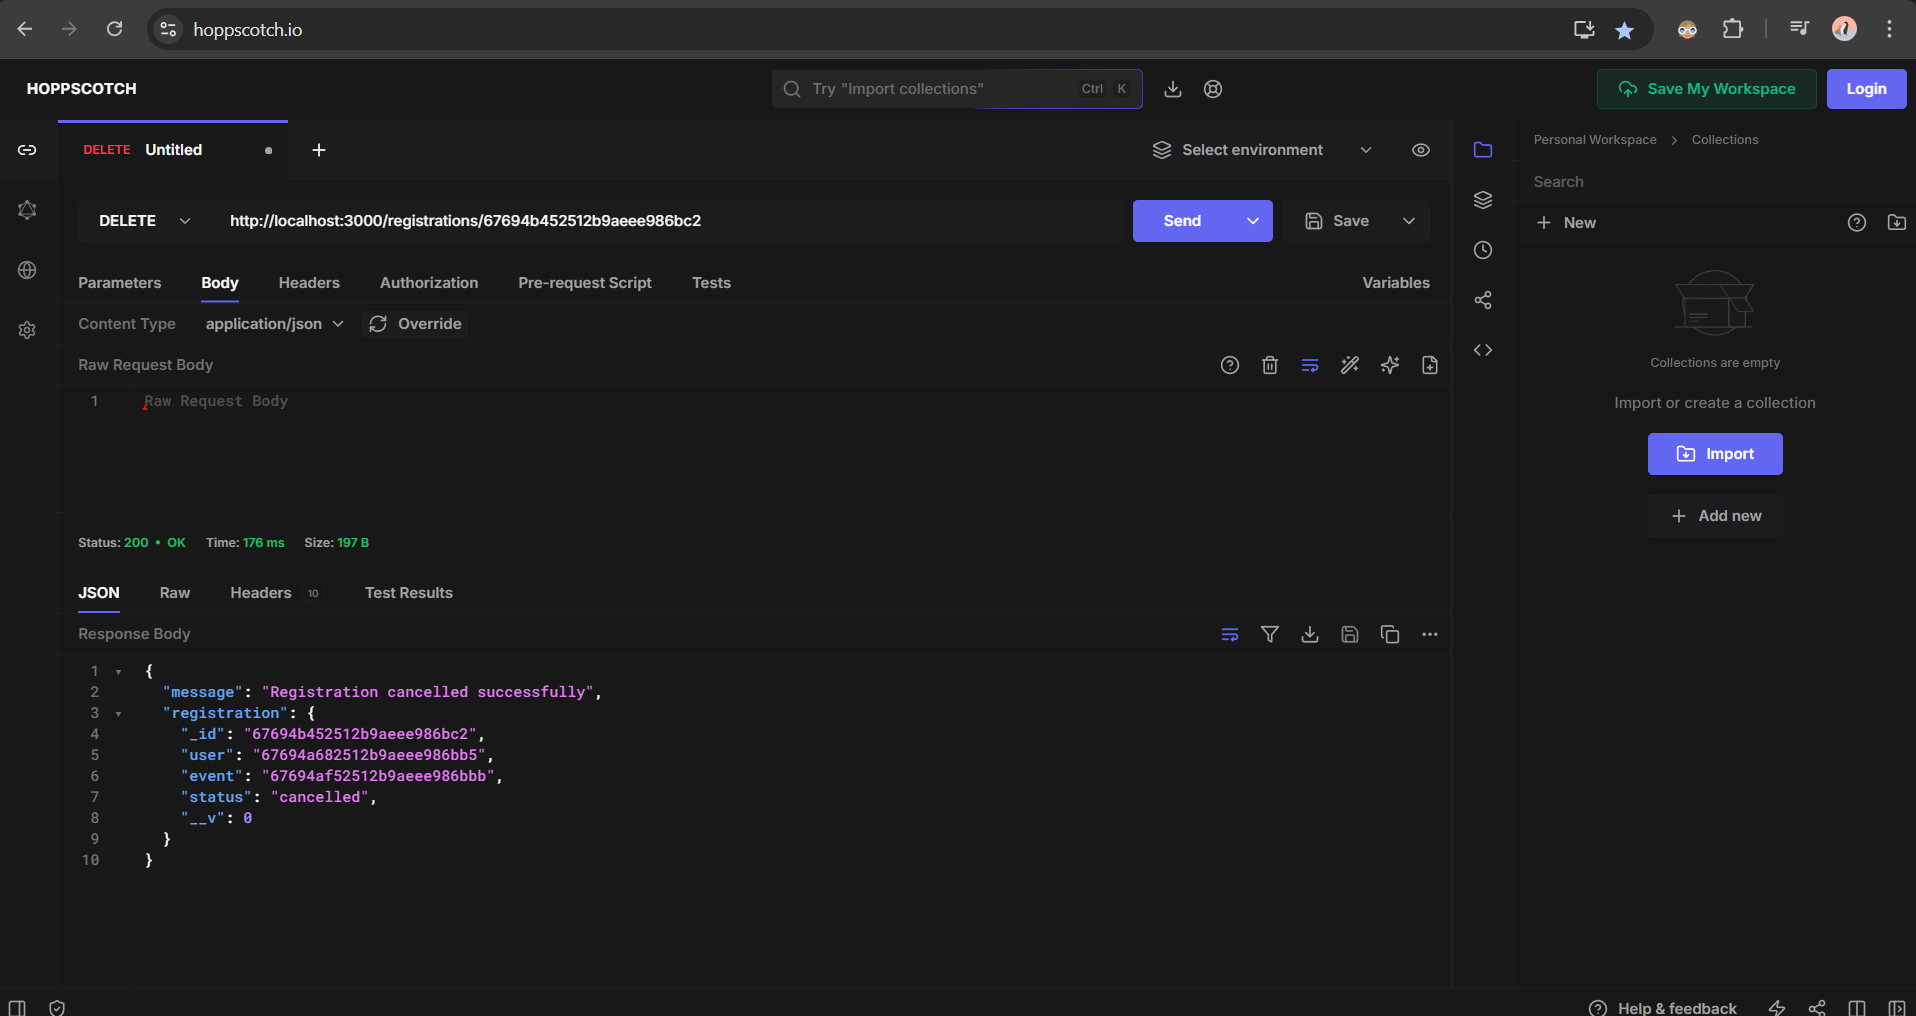 hoppscotch.io
HOPPSCOTCH
Try "Import collections"
Ctrl K
Save My Workspace
Login
DELETE Untitled
Select environment
Personal Workspace > Collections
Search
New
DELETE
http://localhost:3000/registrations/67694b452512b9aeee986bc2
Send
Save
Parameters Body Headers Authorization Pre-request Script Tests Variables
Content Type application/json Override
Raw Request Body
1 Raw Request Body
Collections are empty
Import or create a collection
Import
Add new
Status: 200 • OK Time: 176 ms Size: 197 B
JSON Raw Headers 10 Test Results
Response Body
1 {
2 "message": "Registration cancelled successfully",
3 "registration": {
4 "_id": "67694b452512b9aeee986bc2",
5 "user": "67694a682512b9aeee986bb5",
6 "event": "67694af52512b9aeee986bbb",
7 "status": "cancelled",
8 "__v": 0
9 }
10 }
Help & feedback